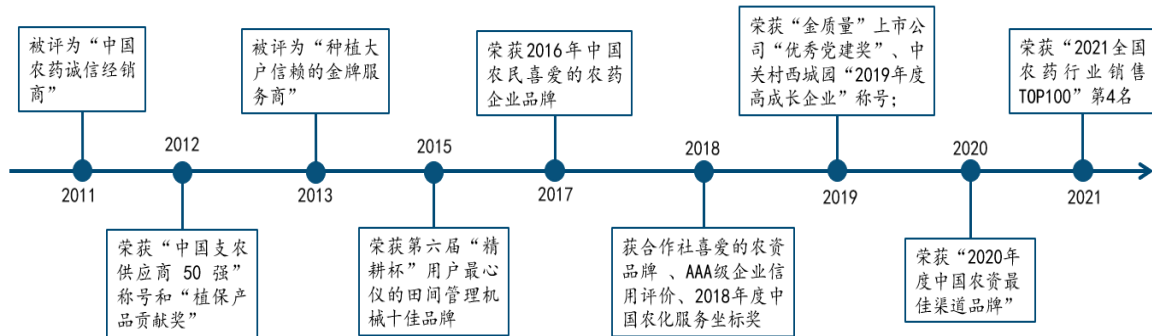 被评为“中国
农药诚信经销
商”
2011
2012
荣获“中国支农
供应商 50 强”
称号和“植保产
品贡献奖”
被评为“种植大
户信赖的金牌服
务商”
2013
2015
荣获第六届“精
耕杯”用户最心
仪的田间管理机
械十佳品牌
荣获2016年中国
农民喜爱的农药
企业品牌
2017
2018
获合作社喜爱的农资
品牌 、AAA级企业信
用评价、2018年度中
国农化服务坐标奖
荣获“金质量”上市公
司“优秀党建奖”、中
关村西城园“2019年度
高成长企业”称号；
2019
2020
荣获“2020年
度中国农资最
佳渠道品牌”
荣获“2021全国
农药行业销售
TOP100”第4名
2021